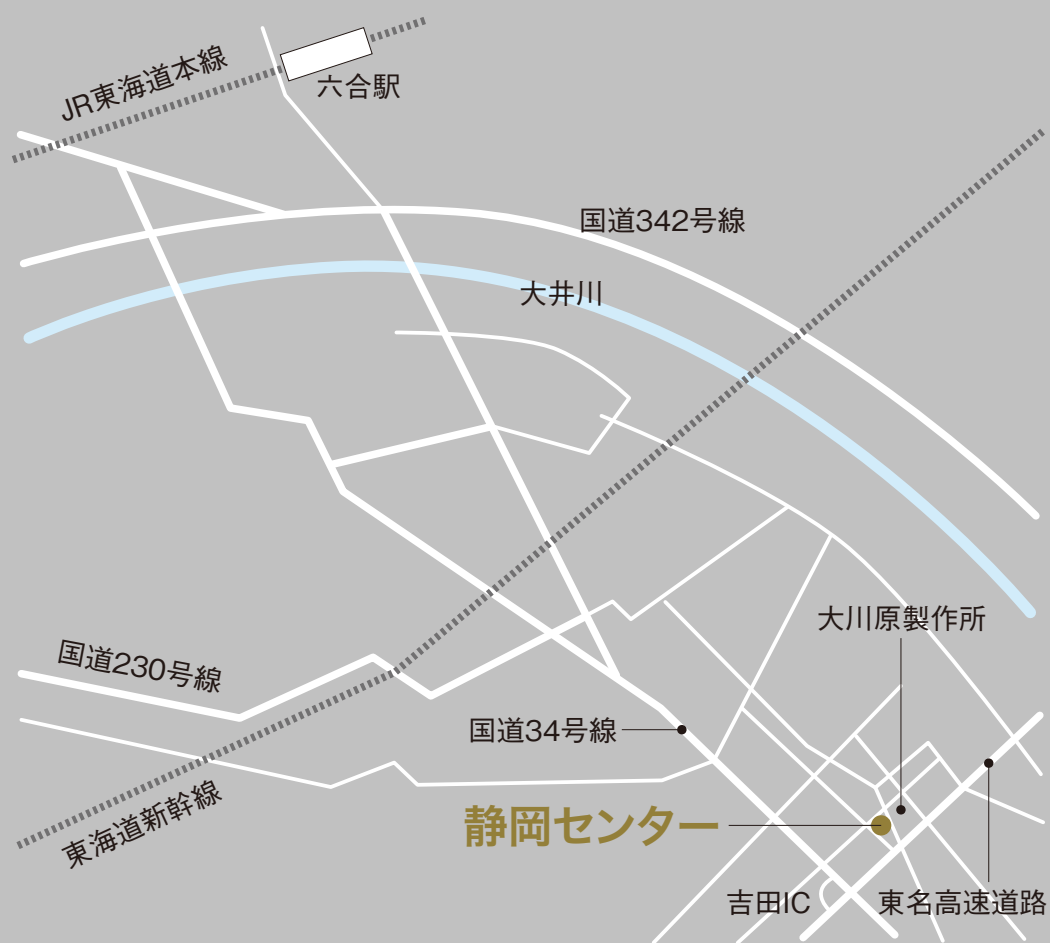 JR東海道本線
六合駅
国道342号線
大井川
大川原製作所
国道230号線
国道34号線
東海道新幹線
静岡センター
吉田IC
東名高速道路